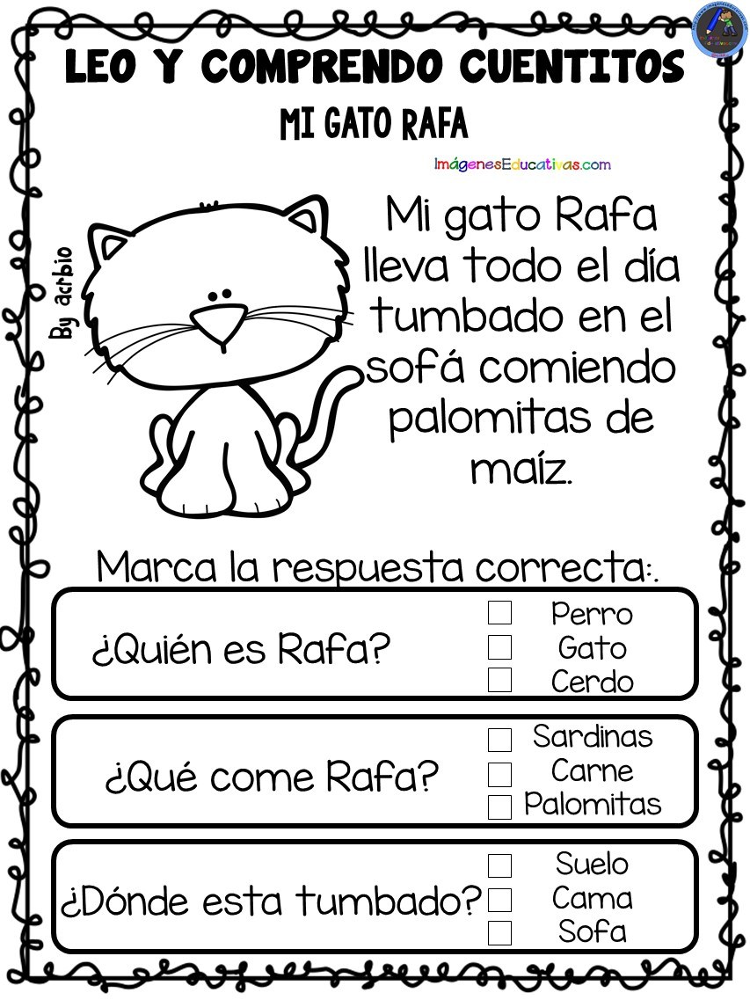 LEO Y COMPRENDO CUENTITOS
MI GATO RAFA
ImágenesEducativas.com
By acrbio
Mi gato Rafa
lleva todo el día
tumbado en el
sofá comiendo
palomitas de
maíz.
Marca la respuesta correcta:.
¿Quién es Rafa?
Perro
Gato
Cerdo
¿Qué come Rafa?
Sardinas
Carne
Palomitas
¿Dónde esta tumbado?
Suelo
Cama
Sofa